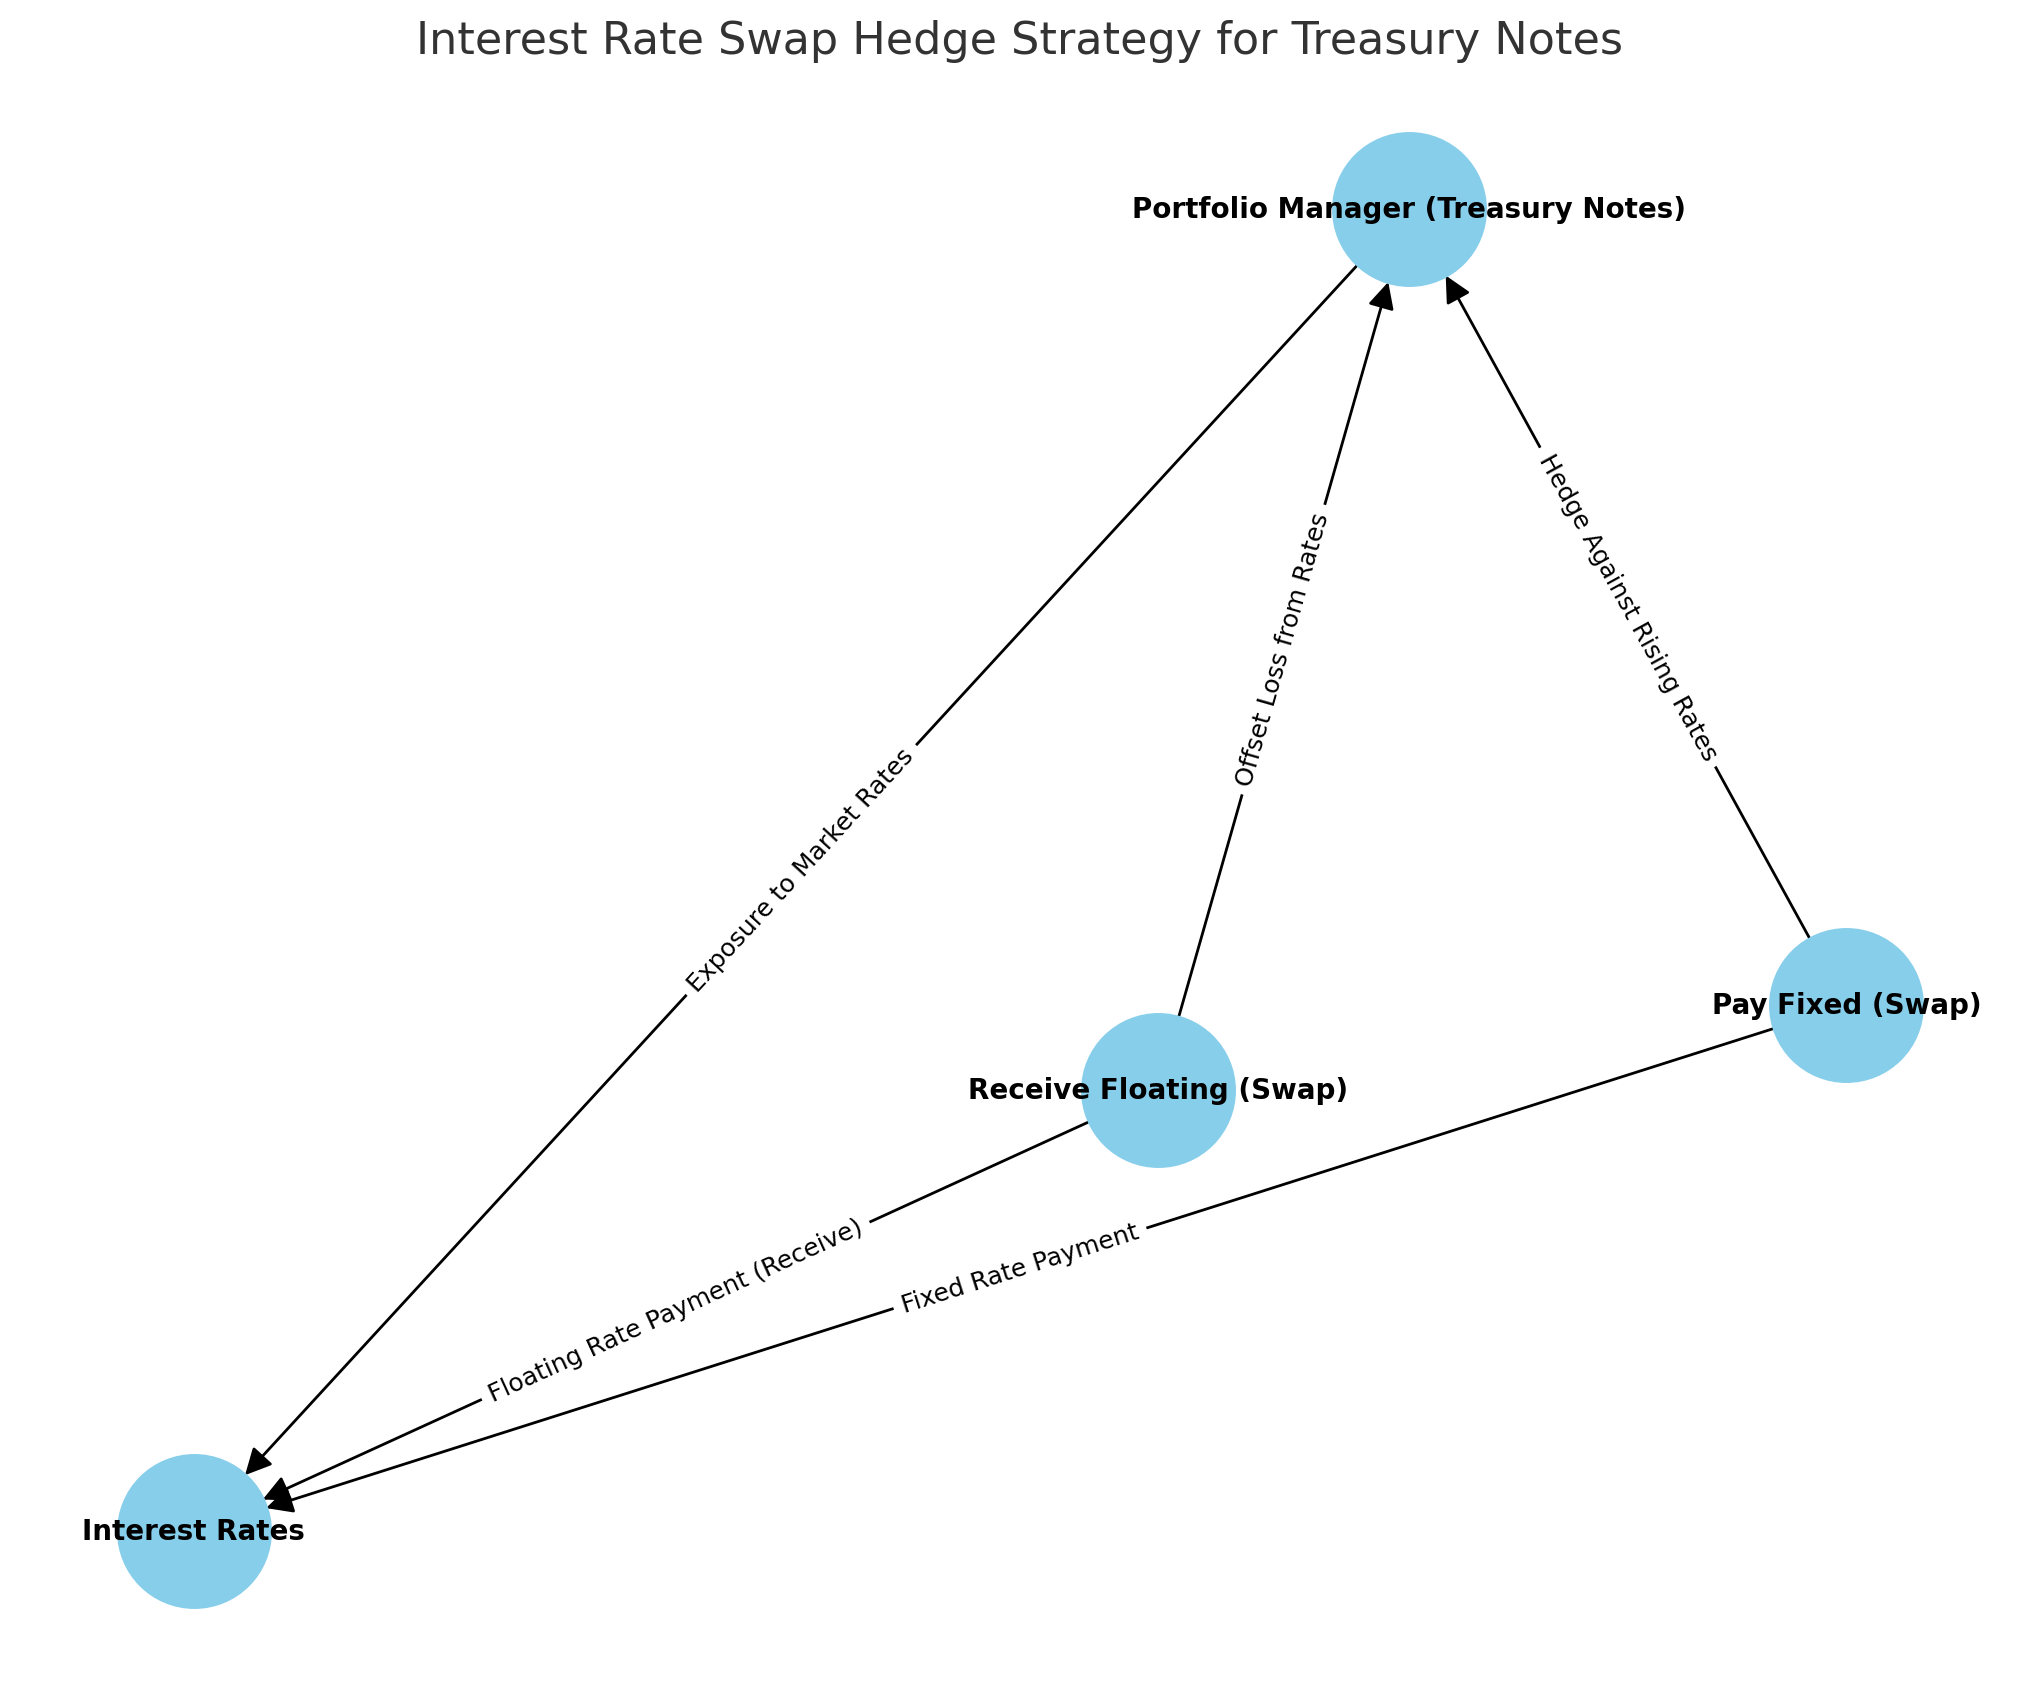 Interest Rate Swap Hedge Strategy for Treasury Notes
Portfolio Manager (Treasury Notes)
Hedge Against Rising Rates
Offset Loss from Rates
Exposure to Market Rates
Pay Fixed (Swap)
Receive Floating (Swap)
Fixed Rate Payment
Floating Rate Payment (Receive)
Interest Rates